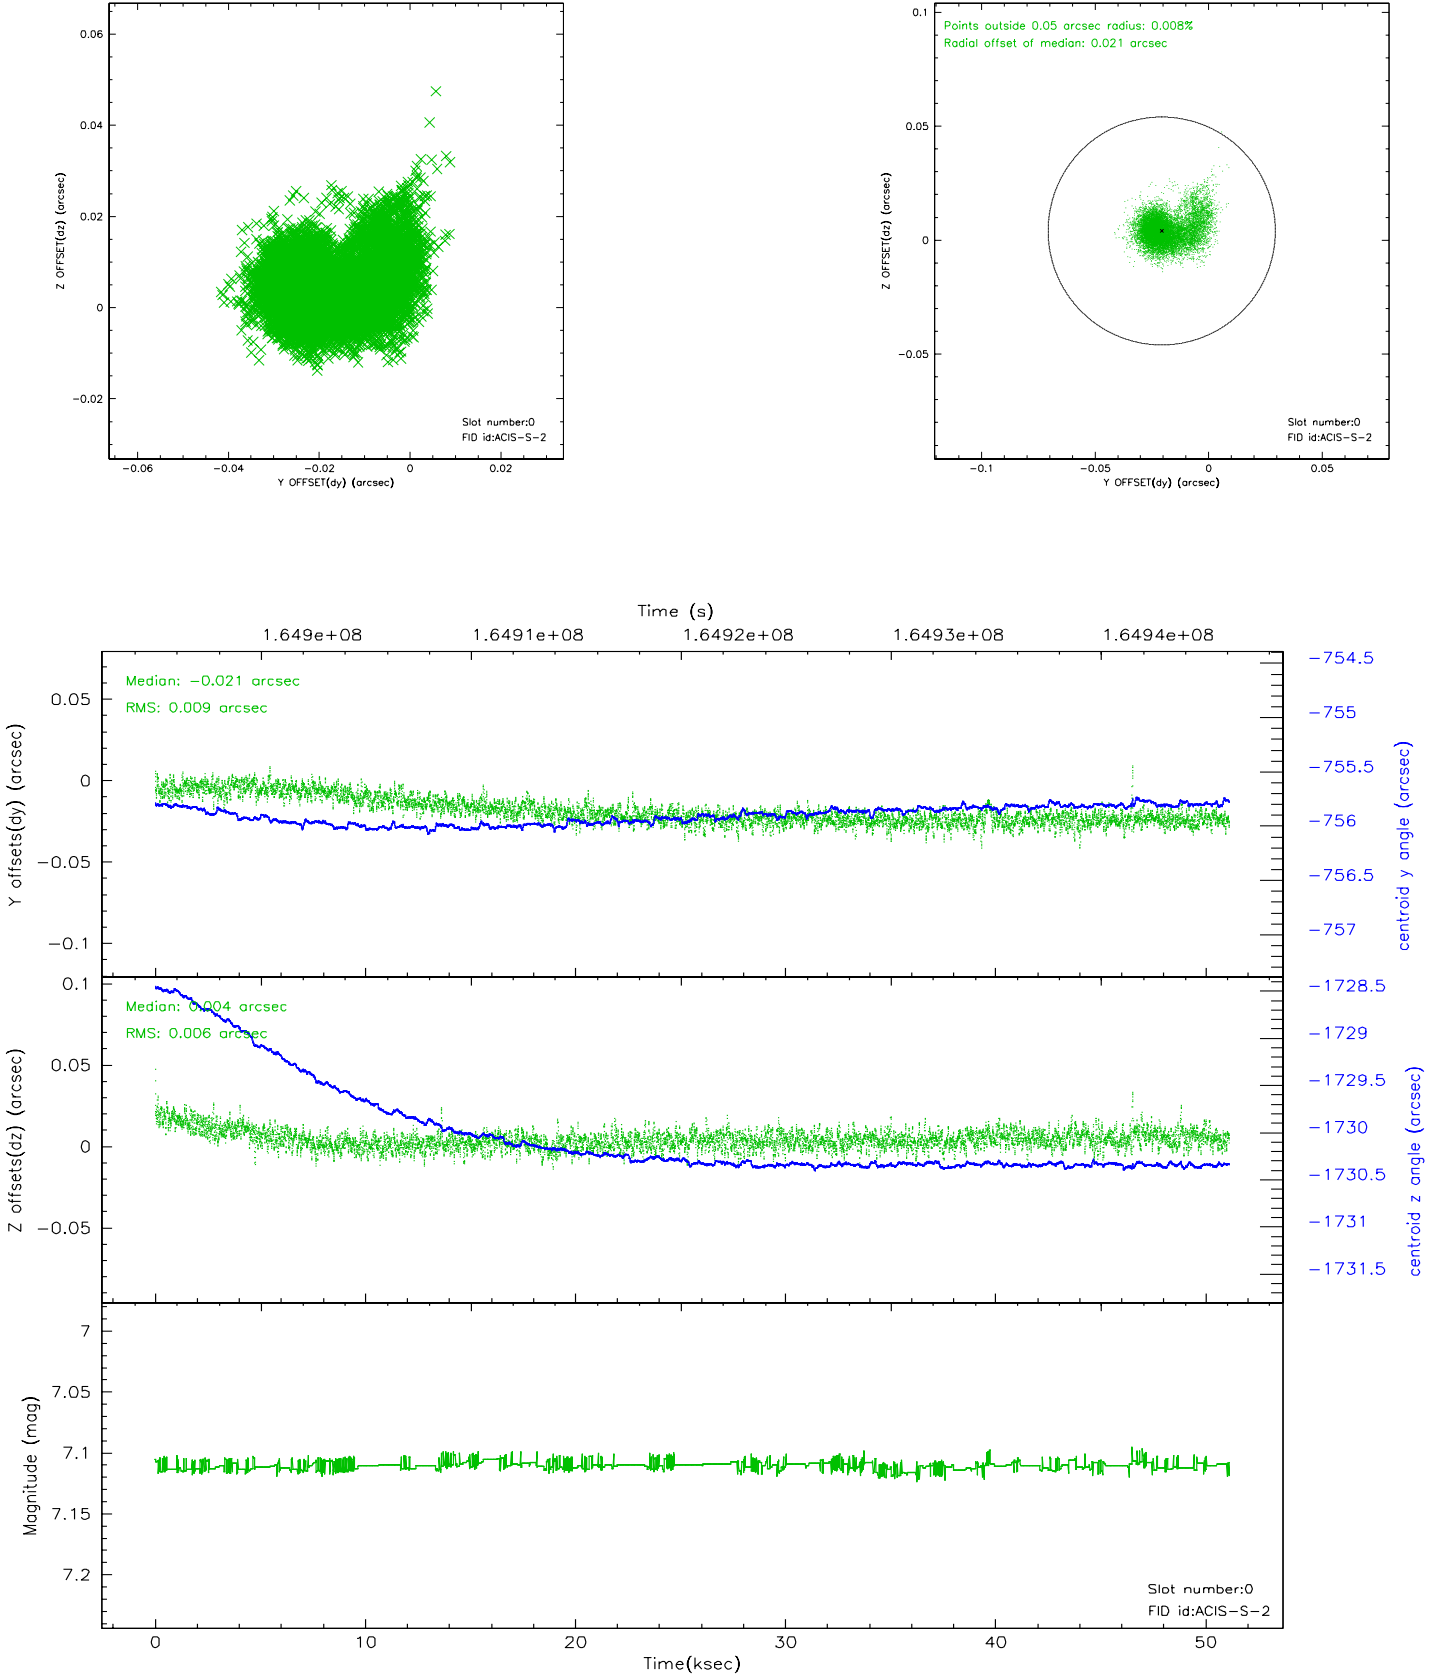 0.06
0.04
0.02
0
−0.02
Z OFFSET(dz) (arcsec)
Slot number:0
FID id:ACIS−S−2
−0.06 −0.04 −0.02 0 0.02
Y OFFSET(dy) (arcsec)
0.1
0.05
0
−0.05
Z OFFSET(dz) (arcsec)
Points outside 0.05 arcsec radius: 0.008%
Radial offset of median: 0.021 arcsec
Slot number:0
FID id:ACIS−S−2
−0.1 −0.05 0 0.05
Y OFFSET(dy) (arcsec)
Time (s)
1.649e+08 1.6491e+08 1.6492e+08 1.6493e+08 1.6494e+08
Median: −0.021 arcsec
RMS: 0.009 arcsec
0.05
0
−0.05
−0.1
Y offsets(dy) (arcsec)
−754.5
−755
−755.5
−756
−756.5
−757
centroid y angle (arcsec)
Median: 0.004 arcsec
RMS: 0.006 arcsec
0.1
0.05
0
−0.05
Z offsets(dz) (arcsec)
−1728.5
−1729
−1729.5
−1730
−1730.5
−1731
−1731.5
centroid z angle (arcsec)
7
7.05
7.1
7.15
7.2
Magnitude (mag)
Slot number:0
FID id:ACIS−S−2
0 10 20 30 40 50
Time(ksec)